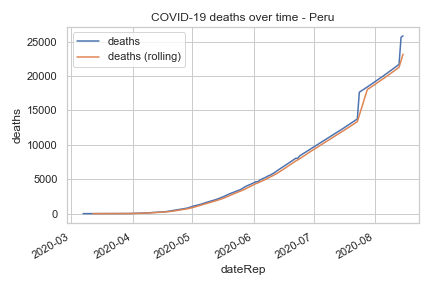 COVID-19 deaths over time - Peru
deaths
deaths (rolling)
25000
20000
15000
10000
5000
0
deaths
2020-03
2020-04
2020-05
2020-06
2020-07
2020-08
dateRep